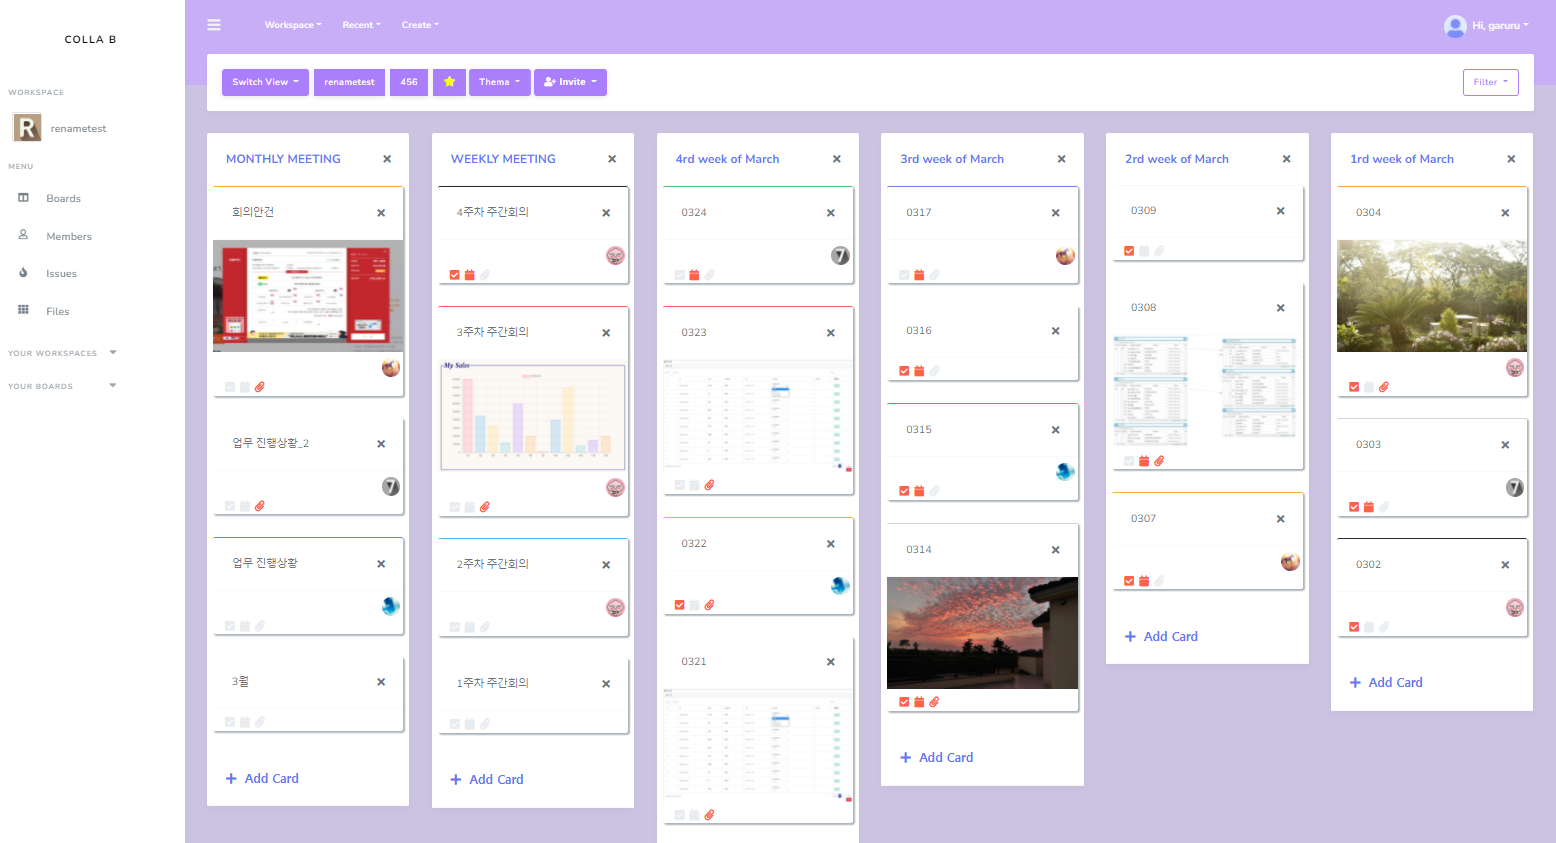 COLLA B
WORKSPACE
R
renametest
MENU
Boards
Members
Issues
Files
YOUR WORKSPACES
YOUR BOARDS
Workspace
Recent
Create
Hi, garuru
Switch View
renametest
456
Thema
Invite
Filter
MONTHLY MEETING
회의안건
업무 진행상황_2
업무 진행상황
3월
Add Card
WEEKLY MEETING
4주차 주간회의
3주차 주간회의
My Sales
2주차 주간회의
1주차 주간회의
Add Card
4rd week of March
0324
0323
0322
0321
3rd week of March
0317
0316
0315
0314
Add Card
2rd week of March
0309
0308
0307
Add Card
1rd week of March
0304
0303
0302
Add Card